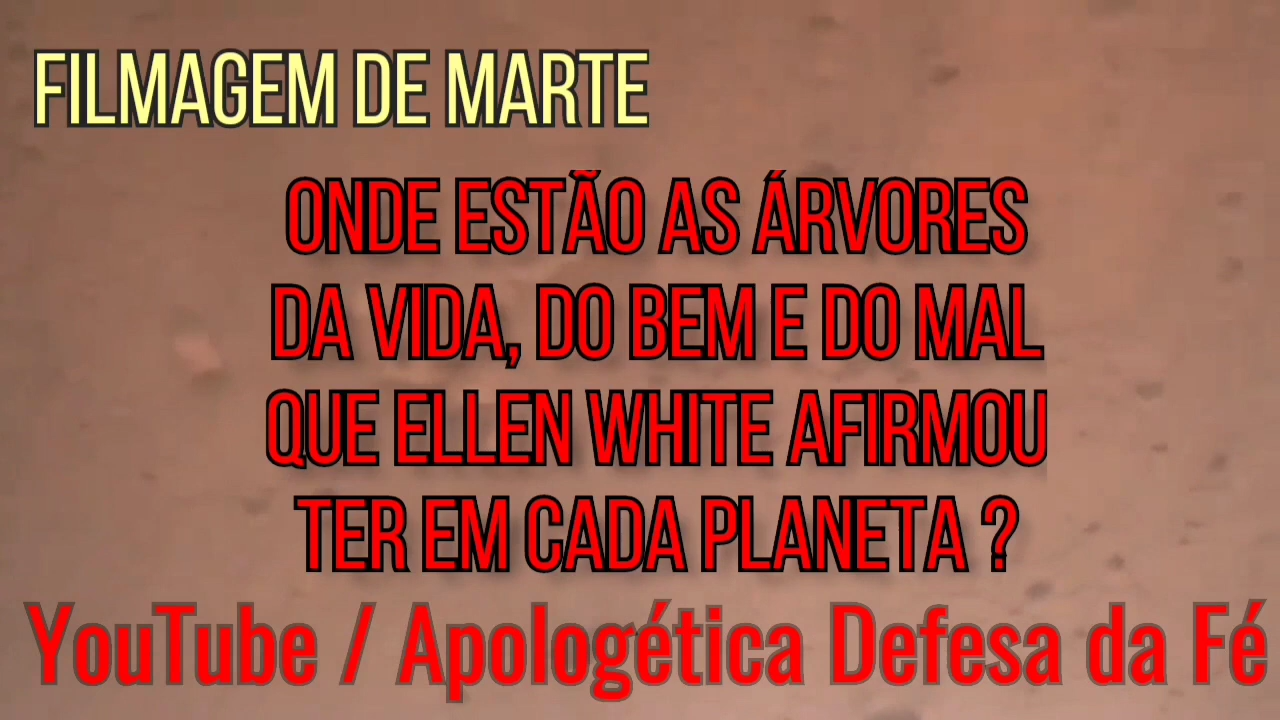 FILMAGEM DE MARTE
ONDE ESTÃO AS ÁRVORES
DA VIDA, DO BEM E DO MAL
QUE ELLEN WHITE AFIRMOU
TER EM CADA PLANETA ?
YouTube / Apologética Defesa da Fé